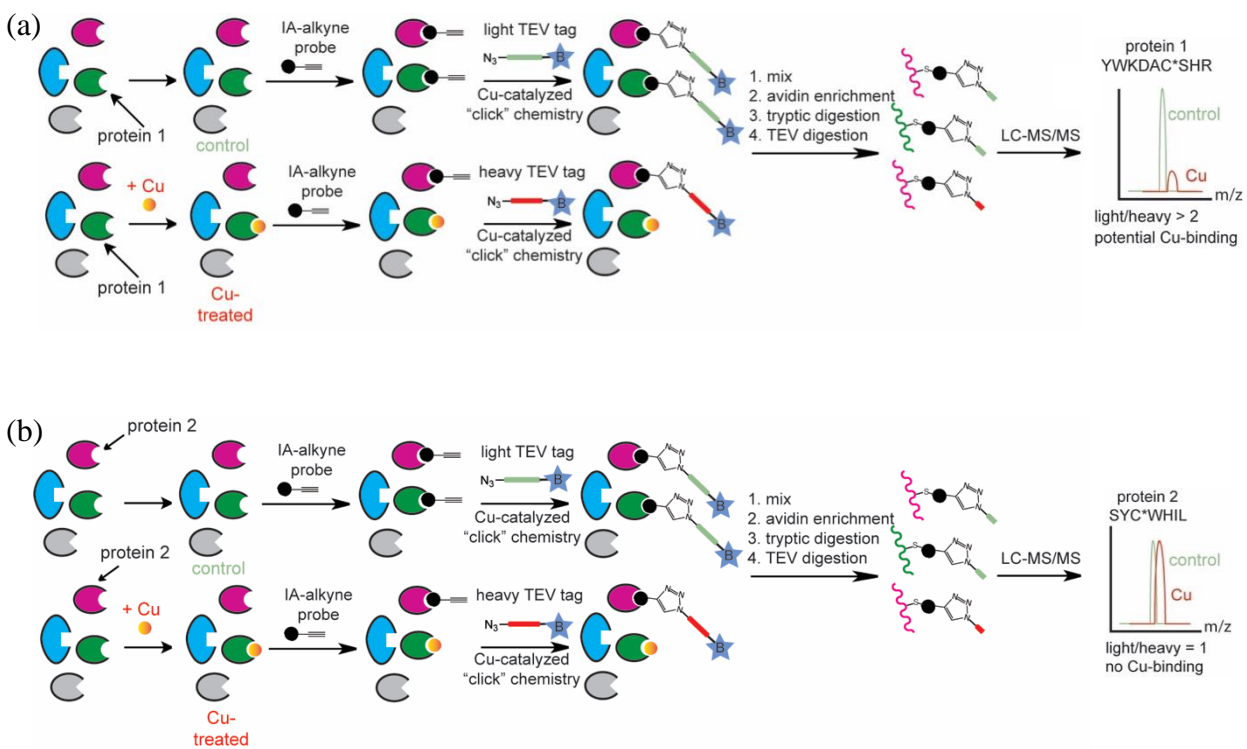 (a)
IA-alkyne
probe
light TEV tag
N3
B
Cu-catalyzed
"click" chemistry
N
N
N
B
N
N
N
B
protein 1
control
1. mix
2. avidin enrichment
3. tryptic digestion
4. TEV digestion
S
N
N
N
S
N
N
N
S
N
N
N
LC-MS/MS
protein 1
YWKDAC*SHR
control
Cu
m/z
light/heavy > 2
potential Cu-binding
+ Cu
IA-alkyne
probe
heavy TEV tag
N3
B
Cu-catalyzed
"click" chemistry
N
N
N
B
protein 1
Cu-
treated
(b)
protein 2
IA-alkyne
probe
light TEV tag
N3
B
Cu-catalyzed
"click" chemistry
N
N
N
B
N
N
N
B
control
1. mix
2. avidin enrichment
3. tryptic digestion
4. TEV digestion
S
N
N
N
S
N
N
N
S
N
N
N
LC-MS/MS
protein 2
SYC*WHIL
control
Cu
m/z
light/heavy = 1
no Cu-binding
protein 2
+ Cu
IA-alkyne
probe
heavy TEV tag
N3
B
Cu-catalyzed
"click" chemistry
N
N
N
B
Cu-
treated